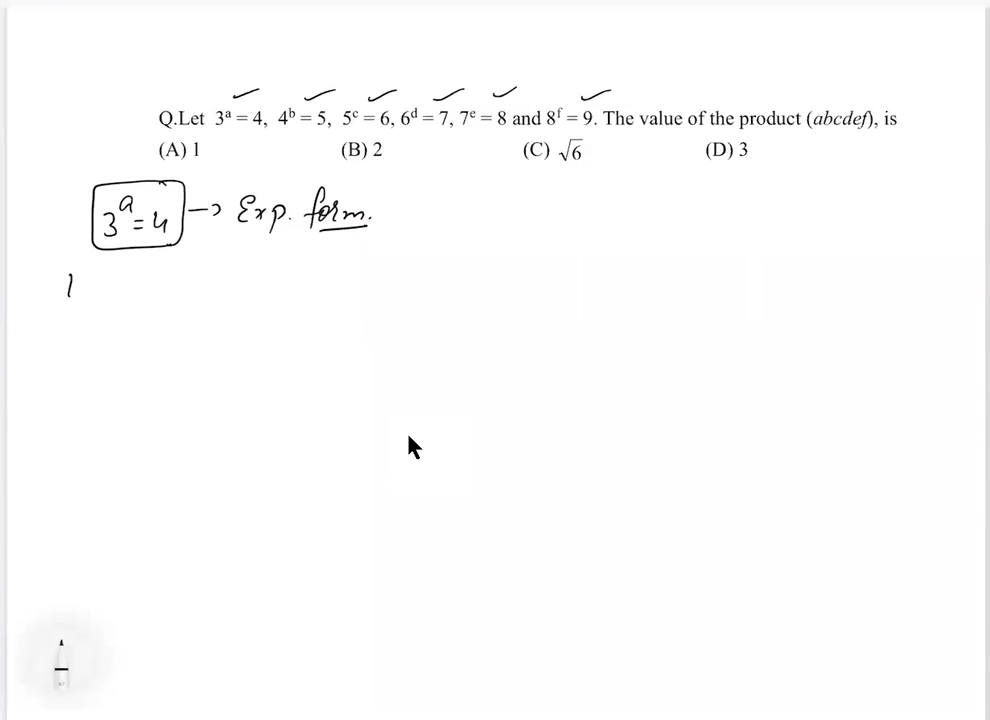 Q.Let 3ᵃ = 4, 4ᵇ = 5, 5ᶜ = 6, 6ᵈ = 7, 7ᵉ = 8 and 8ᶠ = 9. The value of the product (abcdef), is
(A) 1 (B) 2 (C) √6 (D) 3
3ᵃ = 4 → Exp. form.